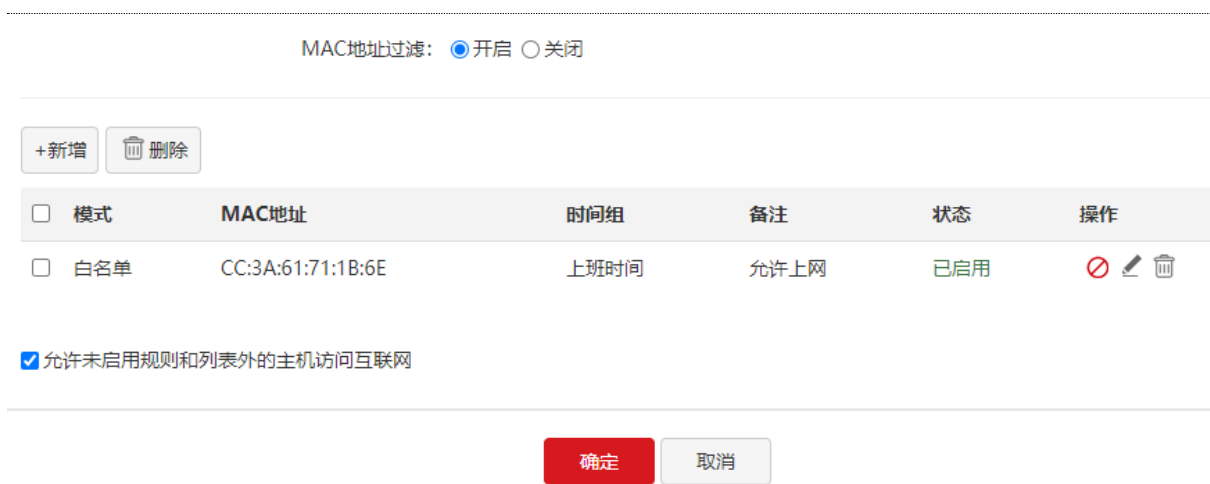 MAC地址过滤： 开启 关闭
+新增 删除
模式 MAC地址 时间组 备注 状态 操作
白名单 CC:3A:61:71:1B:6E 上班时间 允许上网 已启用
允许未启用规则和列表外的主机访问互联网
确定 取消